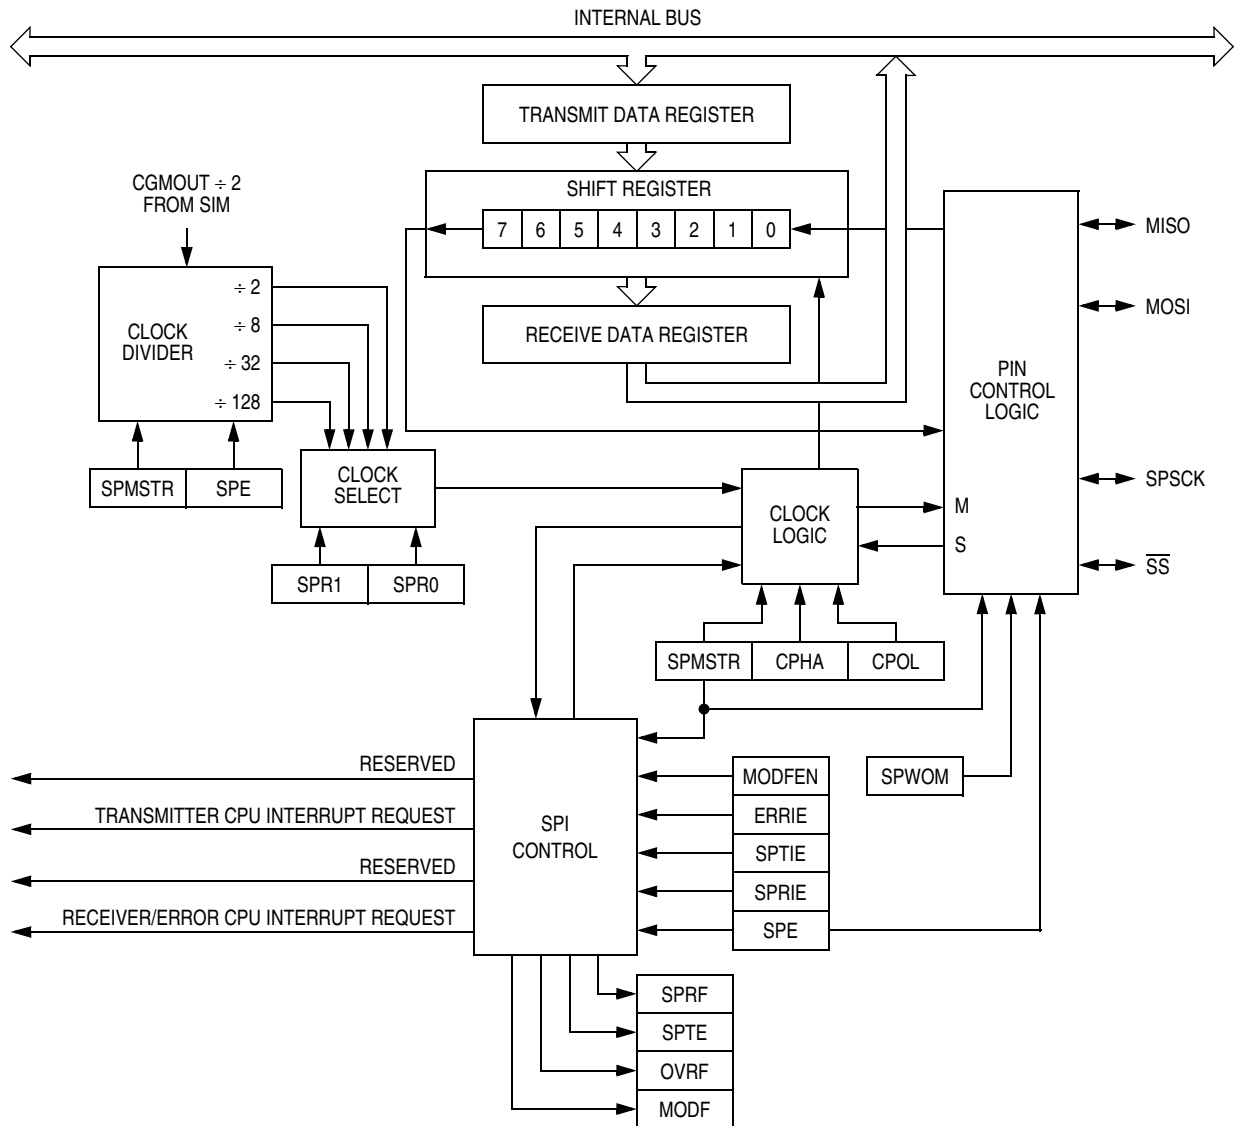 INTERNAL BUS
TRANSMIT DATA REGISTER
SHIFT REGISTER
7 6 5 4 3 2 1 0
RECEIVE DATA REGISTER
CGMOUT ÷ 2
FROM SIM
CLOCK
DIVIDER
÷ 2
÷ 8
÷ 32
÷ 128
SPMSTR SPE
CLOCK
SELECT
SPR1 SPR0
CLOCK
LOGIC
SPMSTR CPHA CPOL
PIN
CONTROL
LOGIC
M
S
MISO
MOSI
SPSCK
SS
SPWOM
SPI
CONTROL
MODFEN
ERRIE
SPTIE
SPRIE
SPE
RESERVED
TRANSMITTER CPU INTERRUPT REQUEST
RESERVED
RECEIVER/ERROR CPU INTERRUPT REQUEST
SPRF
SPTE
OVRF
MODF